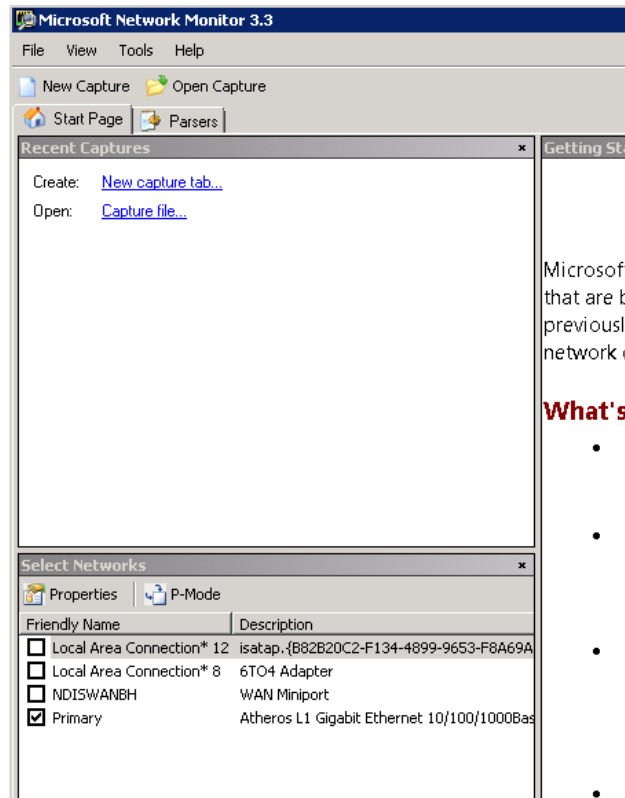 Microsoft Network Monitor 3.3
File View Tools Help
New Capture Open Capture
Start Page Parsers
Recent Captures
Create: New capture tab...
Open: Capture file...
Getting
Microsof
that are
previousl
network
What's
Select Networks
Properties P-Mode
Friendly Name Description
Local Area Connection* 12 isatap.{B82B20C2-F134-4899-9653-F8A69A
Local Area Connection* 8 6TO4 Adapter
NDISWANBH WAN Miniport
Primary Atheros L1 Gigabit Ethernet 10/100/1000Bas